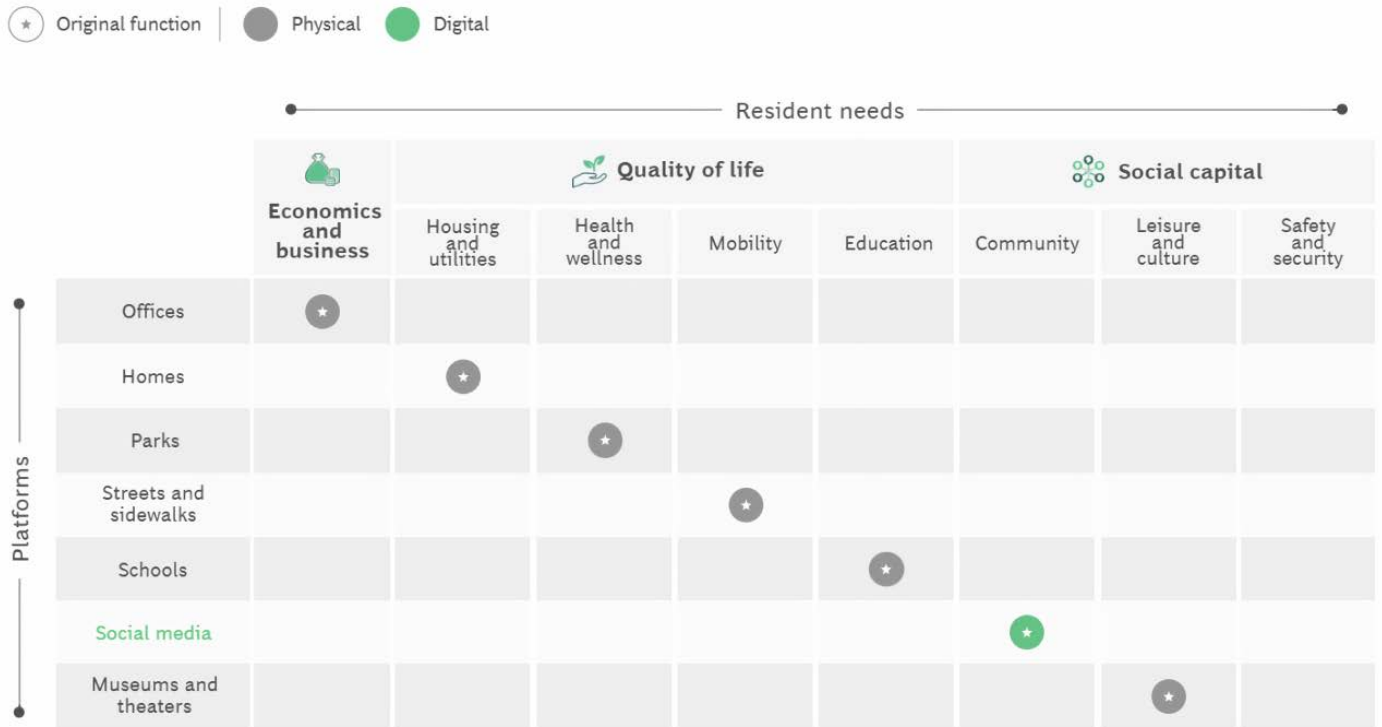 Original function
Physical
Digital
Resident needs
Economics
and
business
Quality of life
Social capital
Housing
and
utilities
Health
and
wellness
Mobility
Education
Community
Leisure
and
culture
Safety
and
security
Platforms
Offices
Homes
Parks
Streets and
sidewalks
Schools
Social media
Museums and
theaters